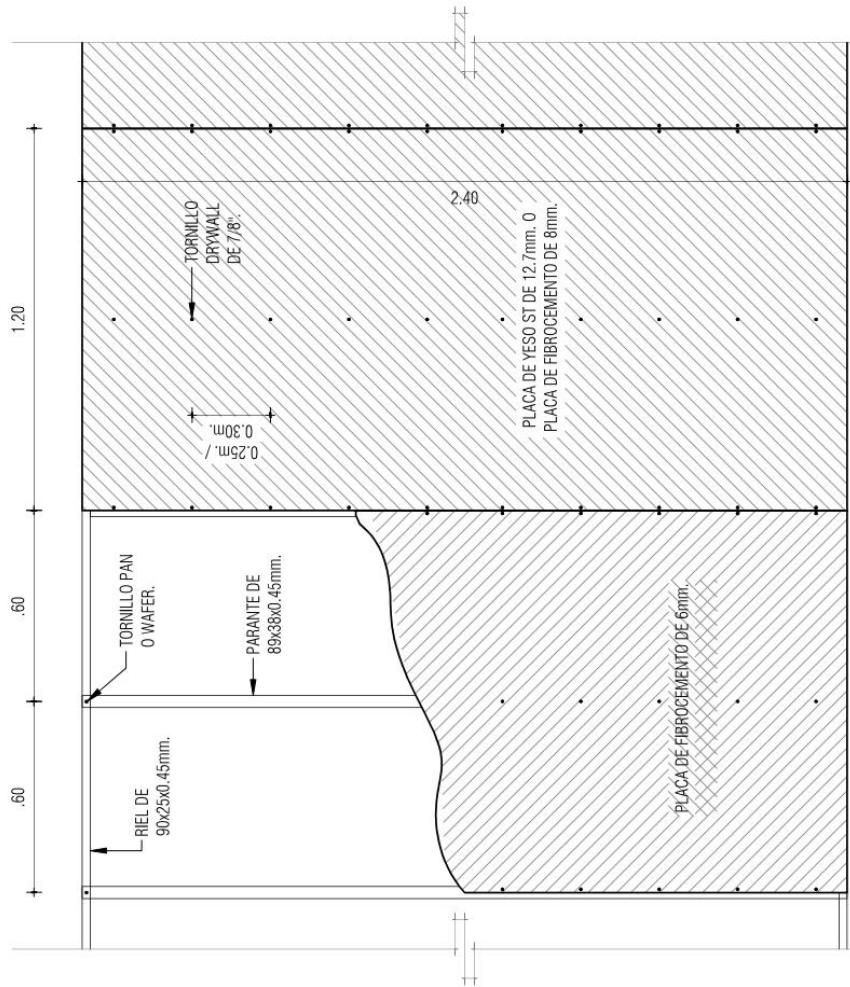 .60
.60
1.20
RIEL DE
90x25x0.45mm.
TORNILLO PAN
O WAFER.
PARANTE DE
89x38x0.45mm.
0.25m. /
0.30m.
TORNILLO
DRYWALL
DE 7/8".
2.40
PLACA DE YESO ST DE 12.7mm. O
PLACA DE FIBROCEMENTO DE 8mm.
PLACA DE FIBROCEMENTO DE 6mm.